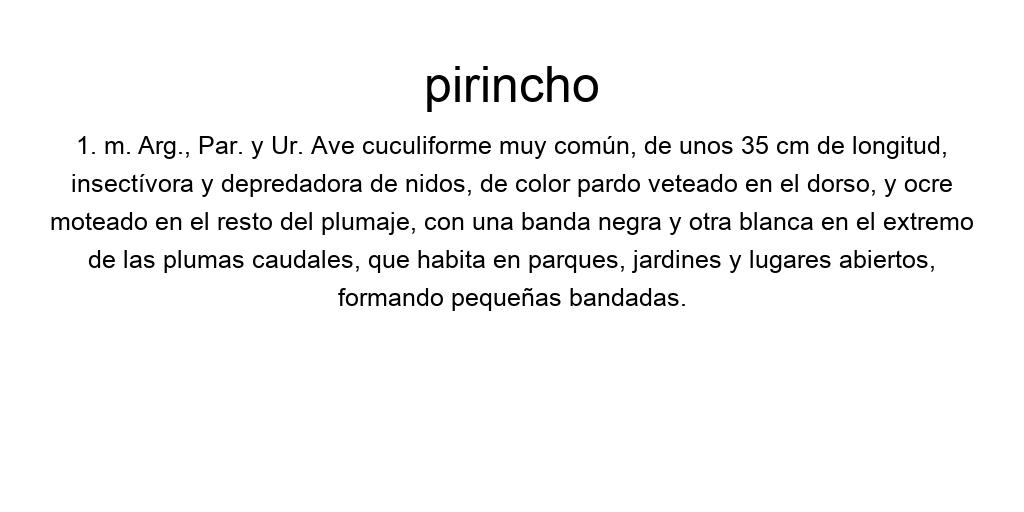 pirincho
1. m. Arg., Par. y Ur. Ave cuculiforme muy común, de unos 35 cm de longitud,
insectívora y depredadora de nidos, de color pardo veteado en el dorso, y ocre
moteado en el resto del plumaje, con una banda negra y otra blanca en el extremo
de las plumas caudales, que habita en parques, jardines y lugares abiertos,
formando pequeñas bandadas.